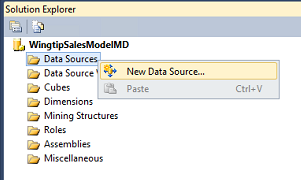 Solution Explorer
WingtipSalesModelMD
Data Sources
New Data Source...
Data Source
Paste Ctrl+V
Cubes
Dimensions
Mining Structures
Roles
Assemblies
Miscellaneous